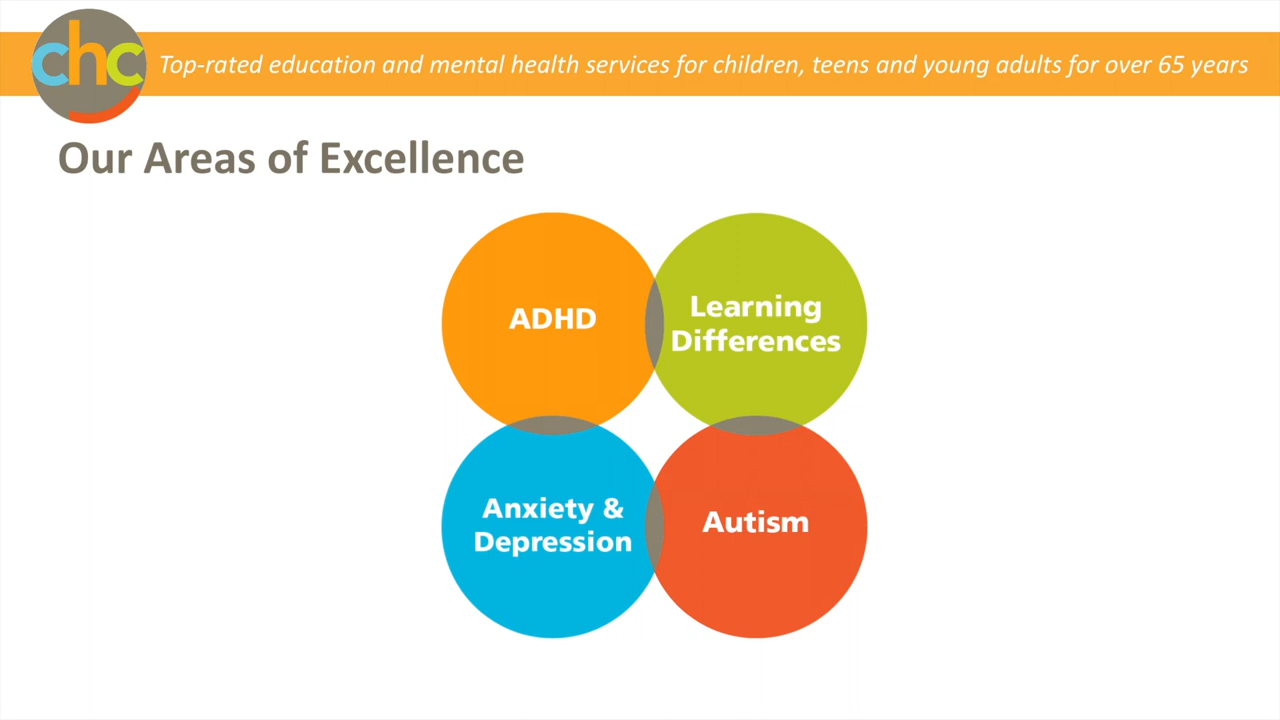 chc
Top-rated education and mental health services for children, teens and young adults for over 65 years
Our Areas of Excellence
ADHD
Learning
Differences
Anxiety &
Depression
Autism